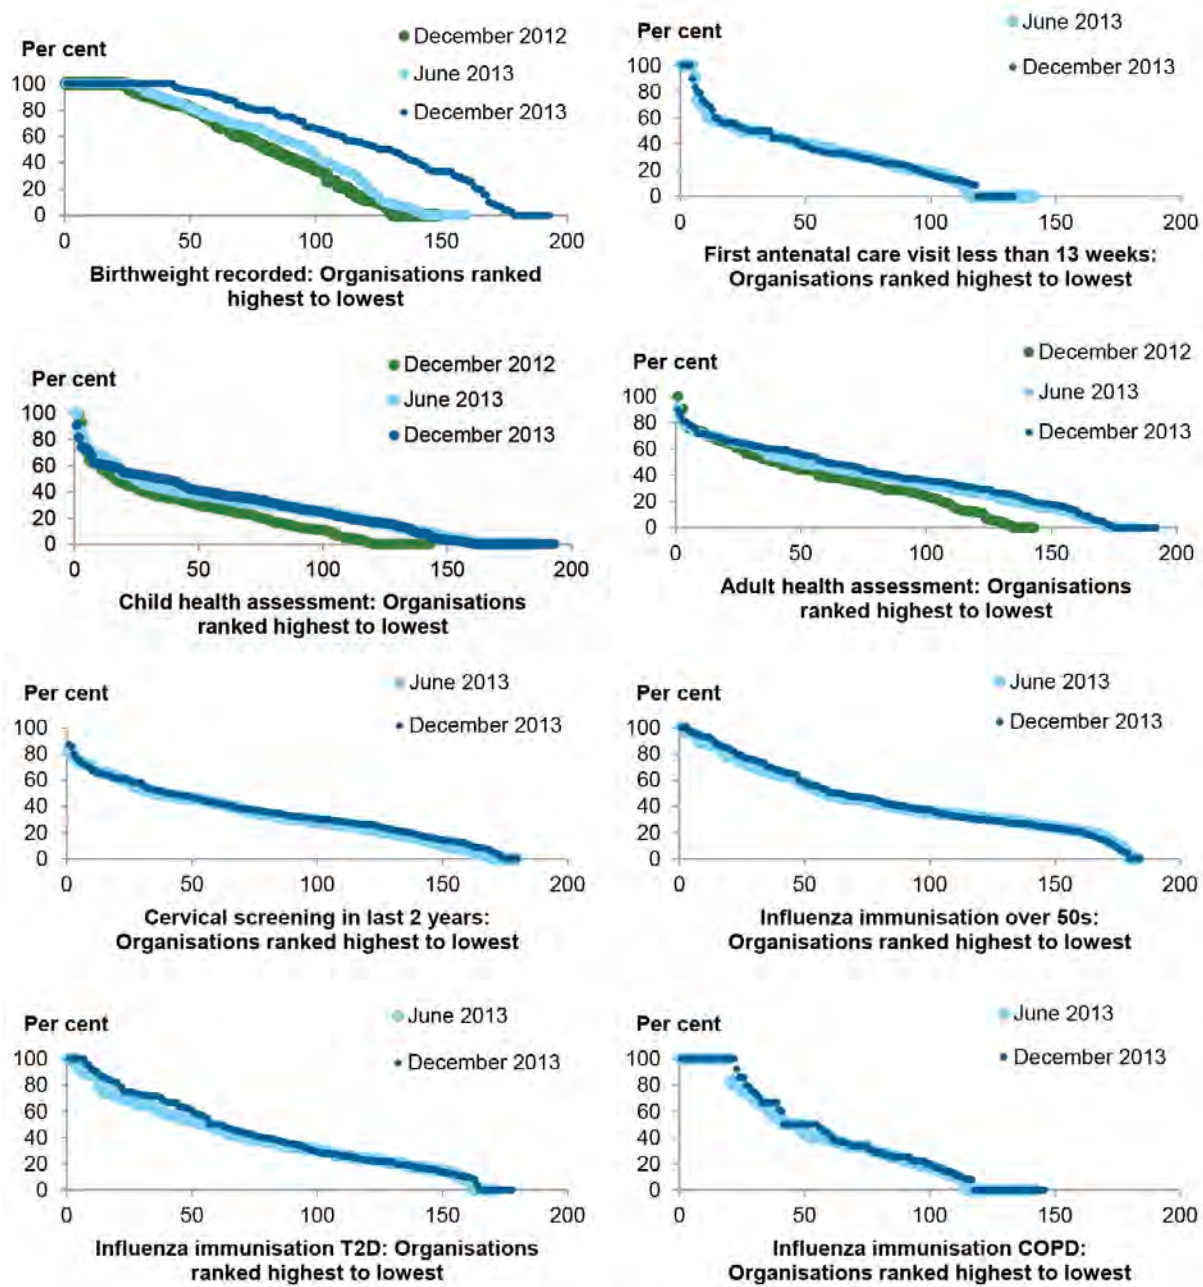 Per cent
December 2012
June 2013
December 2013
100
80
60
40
20
0
0 50 100 150 200
Birthweight recorded: Organisations ranked
highest to lowest
Per cent
June 2013
December 2013
100
80
60
40
20
0
0 50 100 150 200
First antenatal care visit less than 13 weeks:
Organisations ranked highest to lowest
Per cent
December 2012
June 2013
December 2013
100
80
60
40
20
0
0 50 100 150 200
Child health assessment: Organisations
ranked highest to lowest
Per cent
December 2012
June 2013
December 2013
100
80
60
40
20
0
0 50 100 150 200
Adult health assessment: Organisations
ranked highest to lowest
Per cent
June 2013
December 2013
100
80
60
40
20
0
0 50 100 150 200
Cervical screening in last 2 years:
Organisations ranked highest to lowest
Per cent
June 2013
December 2013
100
80
60
40
20
0
0 50 100 150 200
Influenza immunisation over 50s:
Organisations ranked highest to lowest
Per cent
June 2013
December 2013
100
80
60
40
20
0
0 50 100 150 200
Influenza immunisation T2D: Organisations
ranked highest to lowest
Per cent
June 2013
December 2013
100
80
60
40
20
0
0 50 100 150 200
Influenza immunisation COPD:
Organisations ranked highest to lowest